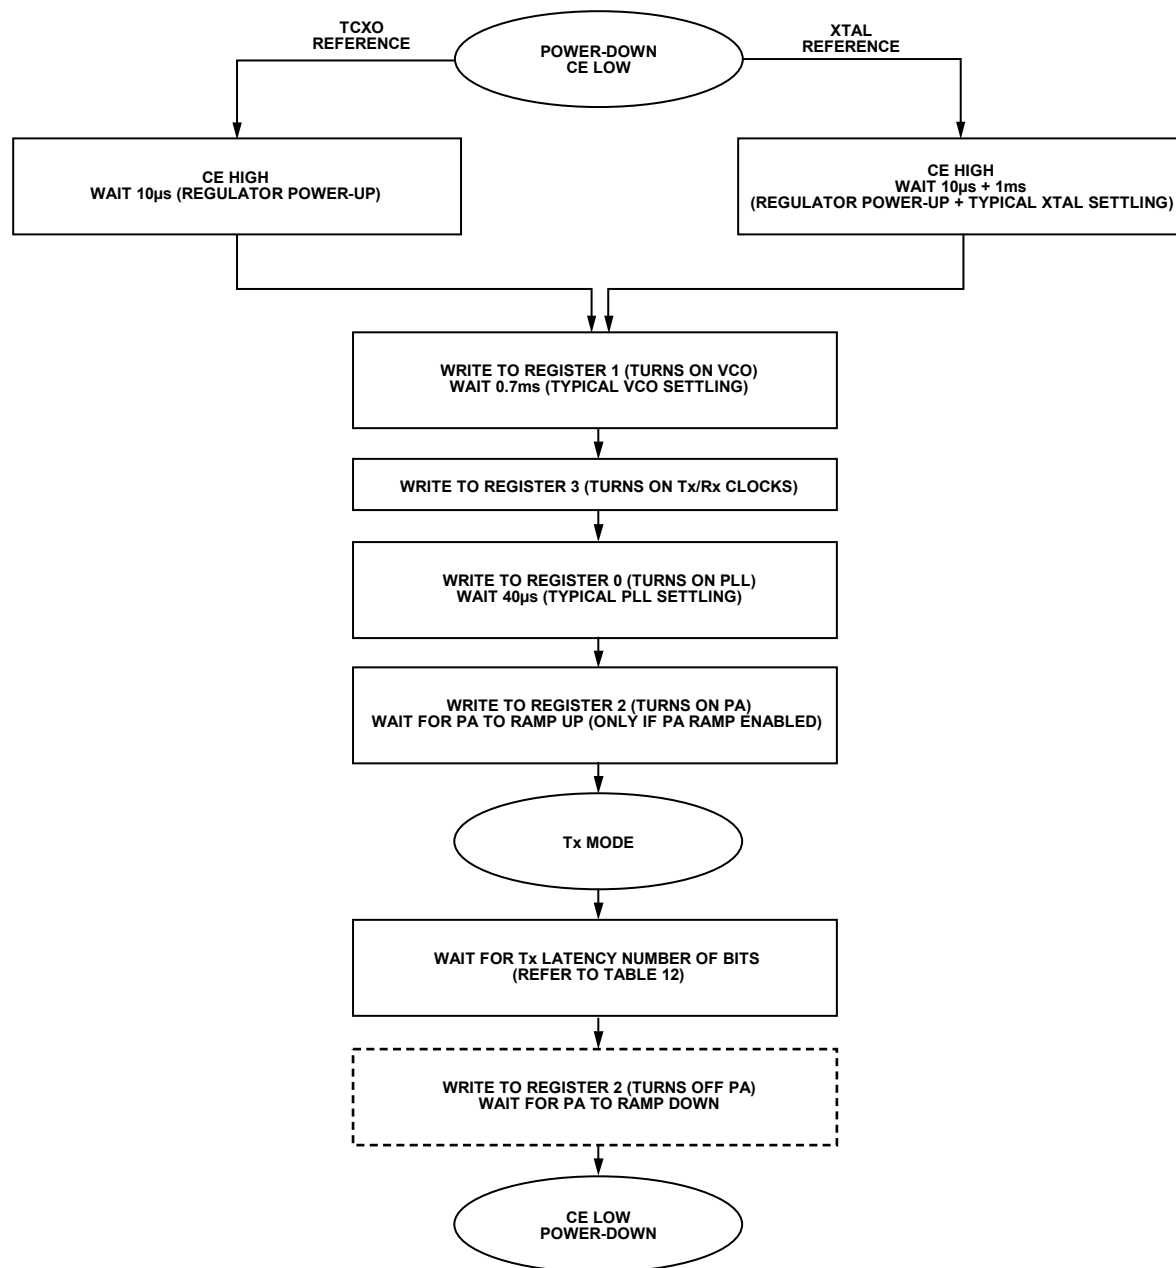 TCXO
REFERENCE
POWER-DOWN
CE LOW
XTAL
REFERENCE
CE HIGH
WAIT 10µs (REGULATOR POWER-UP)
CE HIGH
WAIT 10µs + 1ms
(REGULATOR POWER-UP + TYPICAL XTAL SETTLING)
WRITE TO REGISTER 1 (TURNS ON VCO)
WAIT 0.7ms (TYPICAL VCO SETTLING)
WRITE TO REGISTER 3 (TURNS ON Tx/Rx CLOCKS)
WRITE TO REGISTER 0 (TURNS ON PLL)
WAIT 40µs (TYPICAL PLL SETTLING)
WRITE TO REGISTER 2 (TURNS ON PA)
WAIT FOR PA TO RAMP UP (ONLY IF PA RAMP ENABLED)
Tx MODE
WAIT FOR Tx LATENCY NUMBER OF BITS
(REFER TO TABLE 12)
WRITE TO REGISTER 2 (TURNS OFF PA)
WAIT FOR PA TO RAMP DOWN
CE LOW
POWER-DOWN